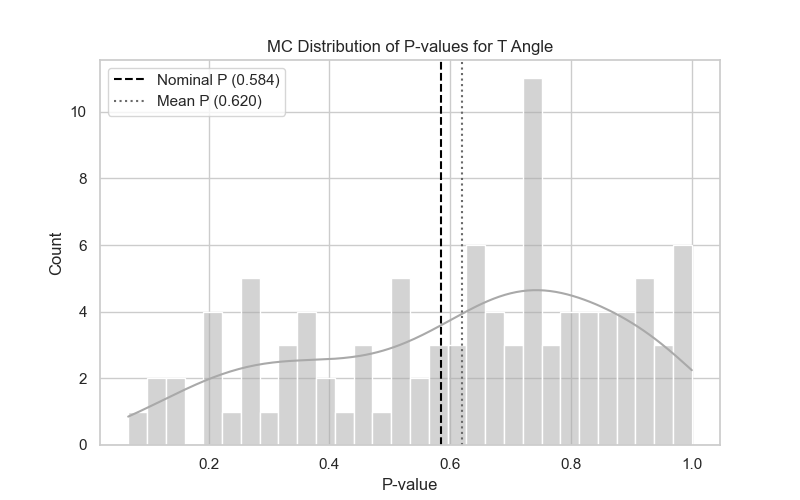 MC Distribution of P-values for T Angle
Nominal P (0.584)
Mean P (0.620)
10
8
6
4
2
0
Count
0.2 0.4 0.6 0.8 1.0
P-value